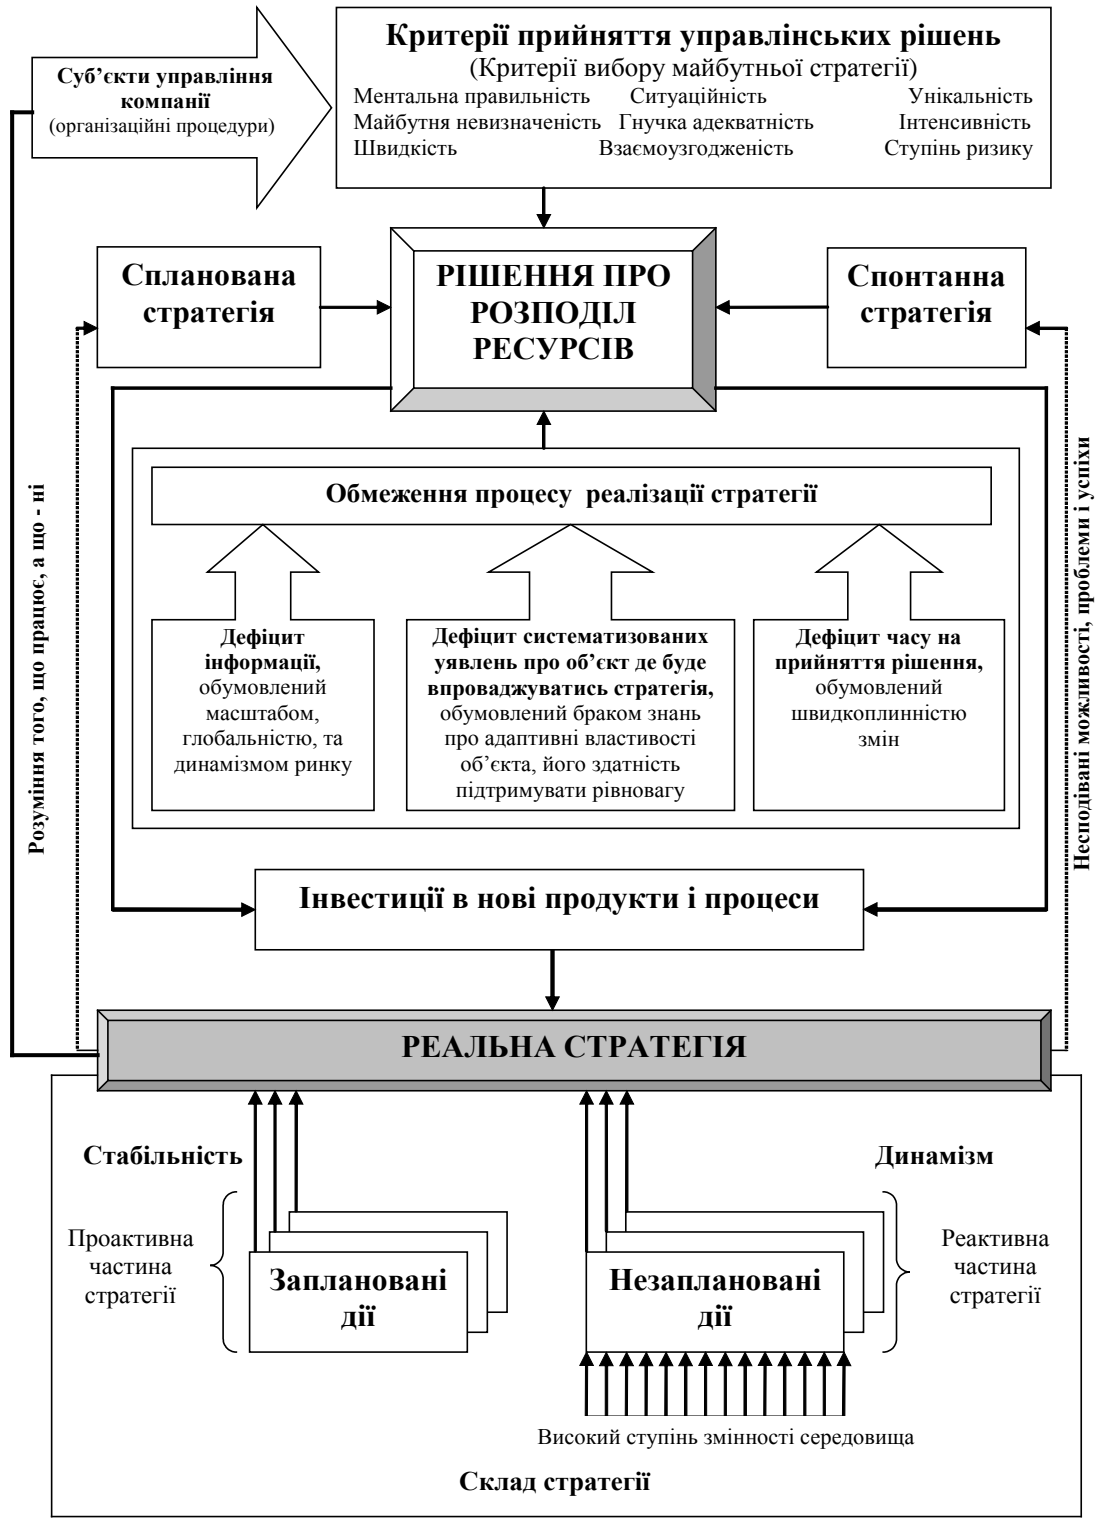 Суб’єкти управління
компанії
(організаційні процедури)
Критерії прийняття управлінських рішень
(Критерії вибору майбутньої стратегії)
Ментальна правильність Ситуаційність Унікальність
Майбутня невизначеність Гнучка адекватність Інтенсивність
Швидкість Взаємоузгодженість Ступінь ризику
Спланована
стратегія
РІШЕННЯ ПРО
РОЗПОДІЛ
РЕСУРСІВ
Спонтанна
стратегія
Розуміння того, що працює, а що - ні
Несподівані можливості, проблеми і успіхи
Обмеження процесу реалізації стратегії
Дефіцит
інформації,
обумовлений
масштабом,
глобальністю, та
динамізмом ринку
Дефіцит систематизованих
уявлень про об’єкт де буде
впроваджуватись стратегія,
обумовлений браком знань
про адаптивні властивості
об’єкта, його здатність
підтримувати рівновагу
Дефіцит часу на
прийняття рішення,
обумовлений
швидкоплинністю
змін
Інвестиції в нові продукти і процеси
РЕАЛЬНА СТРАТЕГІЯ
Стабільність
Динамізм
Проактивна
частина
стратегії
Заплановані
дії
Незаплановані
дії
Реактивна
частина
стратегії
Високий ступінь змінності середовища
Склад стратегії